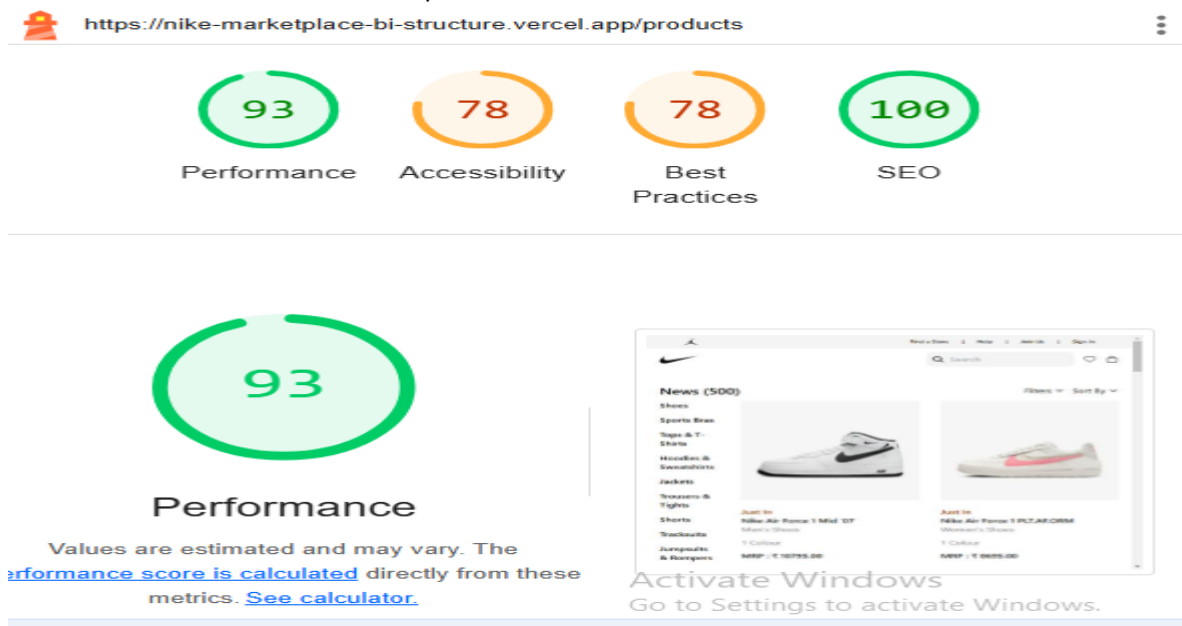 https://nike-marketplace-bi-structure.vercel.app/products
93
78
78
100
Performance
Accessibility
Best
Practices
SEO
93
Performance
Values are estimated and may vary. The
erformance score is calculated directly from these
metrics. See calculator.
Find a Store | Help | Join Us | Sign In
Search
News (500)
Filters
Sort By
Shoes
Sports Bras
Tops & T-
Shirts
Hoodies &
Sweatshirts
Jackets
Trousers &
Tights
Shorts
Tracksuits
Jumpsuits
& Rompers
Just In
Nike Air Force 1 Mid '07
Men's Shoes
1 Colour
MRP : ₹ 10795.00
Just In
Nike Air Force 1 PLT.AF.ORM
Women's Shoes
1 Colour
MRP : ₹ 8695.00
Activate Windows
Go to Settings to activate Windows.